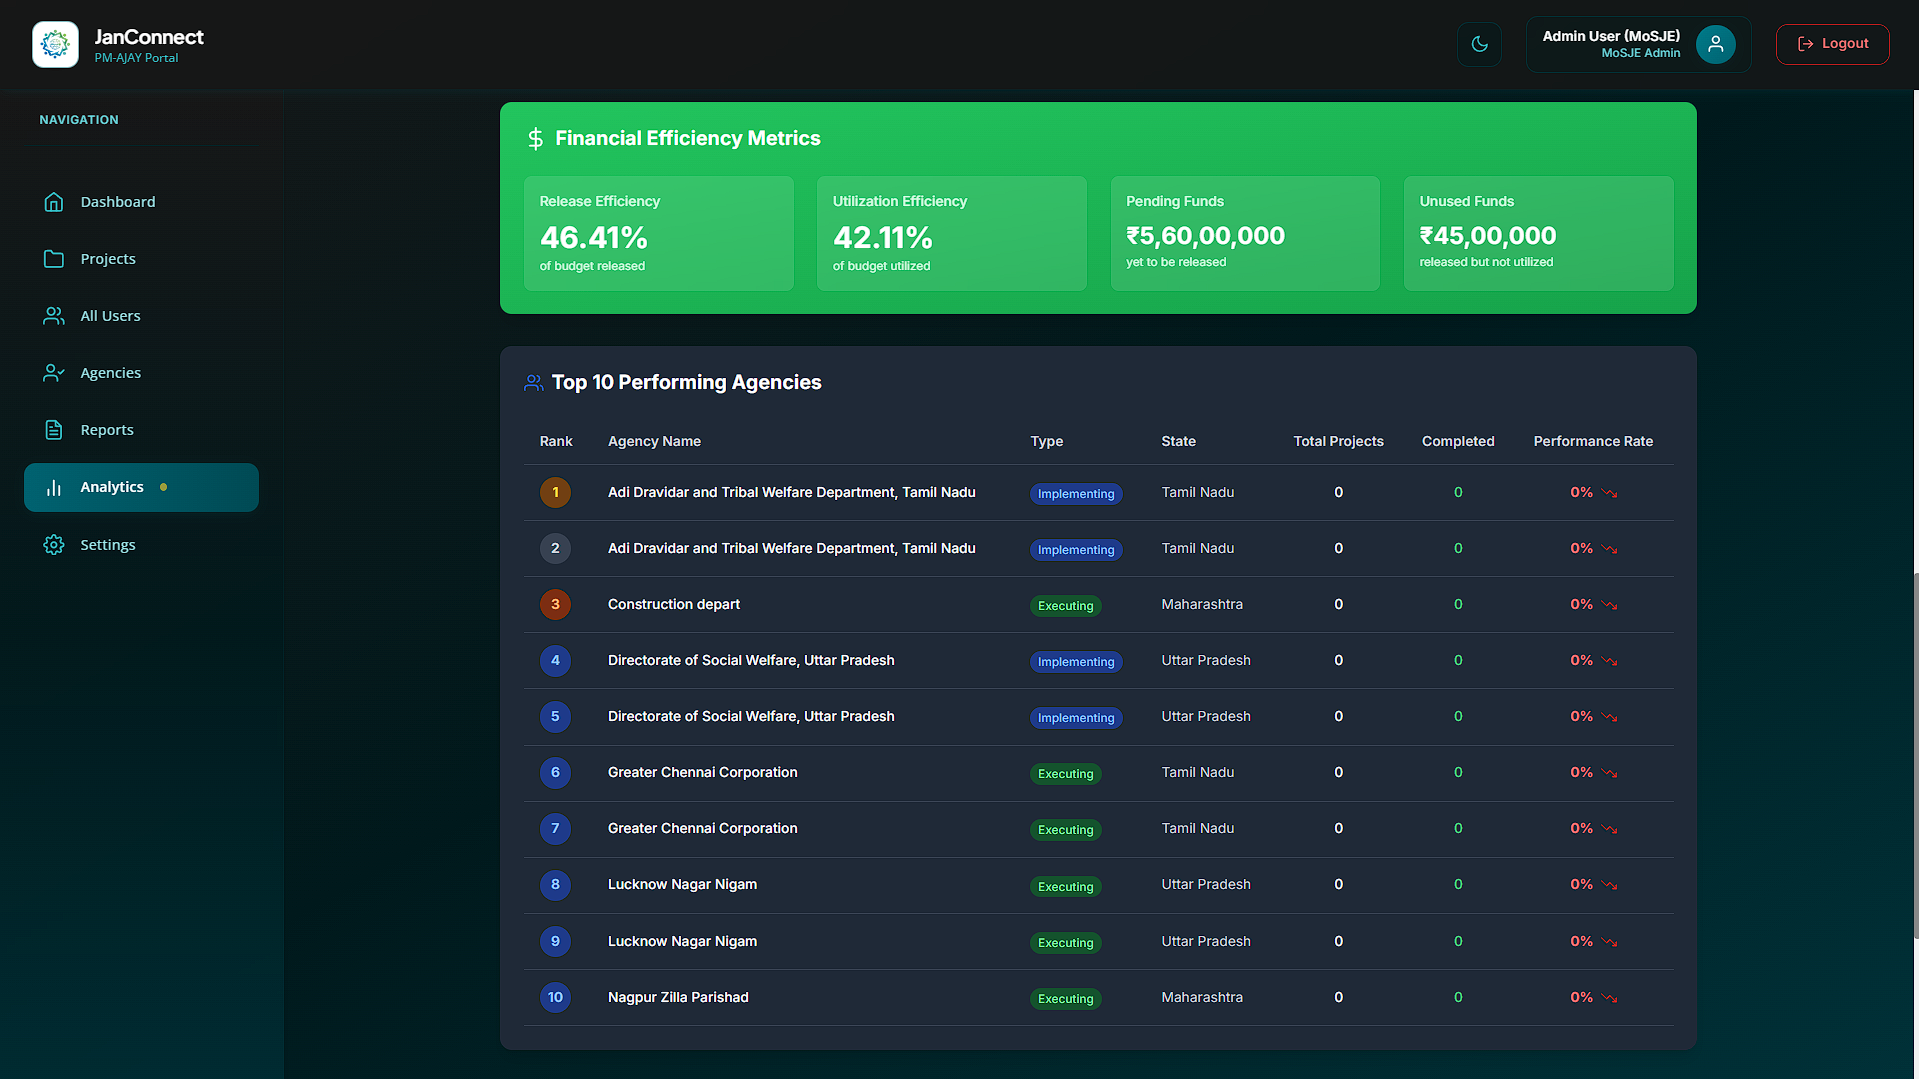 JanConnect
PM-AJAY Portal
Admin User (MoSJE)
MoSJE Admin
Logout
NAVIGATION
Dashboard
Projects
All Users
Agencies
Reports
Analytics
Settings
Financial Efficiency Metrics
Release Efficiency
46.41%
of budget released
Utilization Efficiency
42.11%
of budget utilized
Pending Funds
₹5,60,00,000
yet to be released
Unused Funds
₹45,00,000
released but not utilized
Top 10 Performing Agencies
Rank Agency Name Type State Total Projects Completed Performance Rate
1 Adi Dravidar and Tribal Welfare Department, Tamil Nadu Implementing Tamil Nadu 0 0 0%
2 Adi Dravidar and Tribal Welfare Department, Tamil Nadu Implementing Tamil Nadu 0 0 0%
3 Construction depart Executing Maharashtra 0 0 0%
4 Directorate of Social Welfare, Uttar Pradesh Implementing Uttar Pradesh 0 0 0%
5 Directorate of Social Welfare, Uttar Pradesh Implementing Uttar Pradesh 0 0 0%
6 Greater Chennai Corporation Executing Tamil Nadu 0 0 0%
7 Greater Chennai Corporation Executing Tamil Nadu 0 0 0%
8 Lucknow Nagar Nigam Executing Uttar Pradesh 0 0 0%
9 Lucknow Nagar Nigam Executing Uttar Pradesh 0 0 0%
10 Nagpur Zilla Parishad Executing Maharashtra 0 0 0%